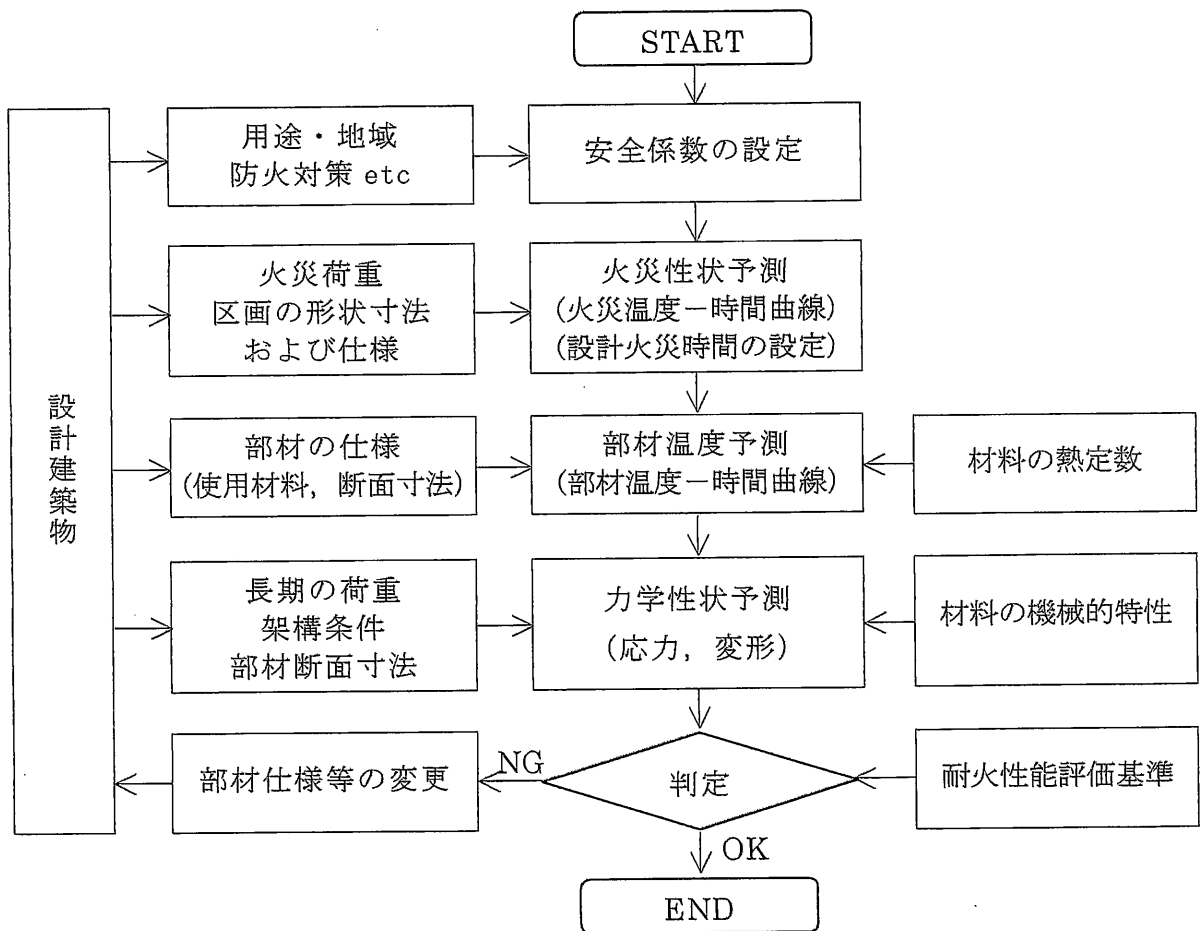 START
用途・地域
防火対策 etc
安全係数の設定
火災荷重
区画の形状寸法
および仕様
火災性状予測
(火災温度－時間曲線)
(設計火災時間の設定)
設計建築物
部材の仕様
(使用材料，断面寸法)
部材温度予測
(部材温度－時間曲線)
材料の熱定数
長期の荷重
架構条件
部材断面寸法
力学性状予測
(応力，変形)
材料の機械的特性
部材仕様等の変更
NG
判定
耐火性能評価基準
OK
END